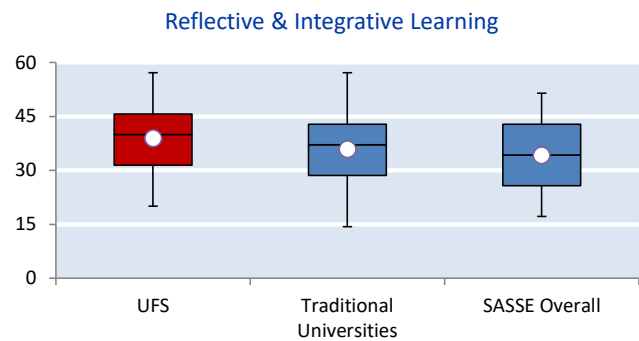 Reflective & Integrative Learning
60
45
30
15
0
UFS
Traditional
Universities
SASSE Overall